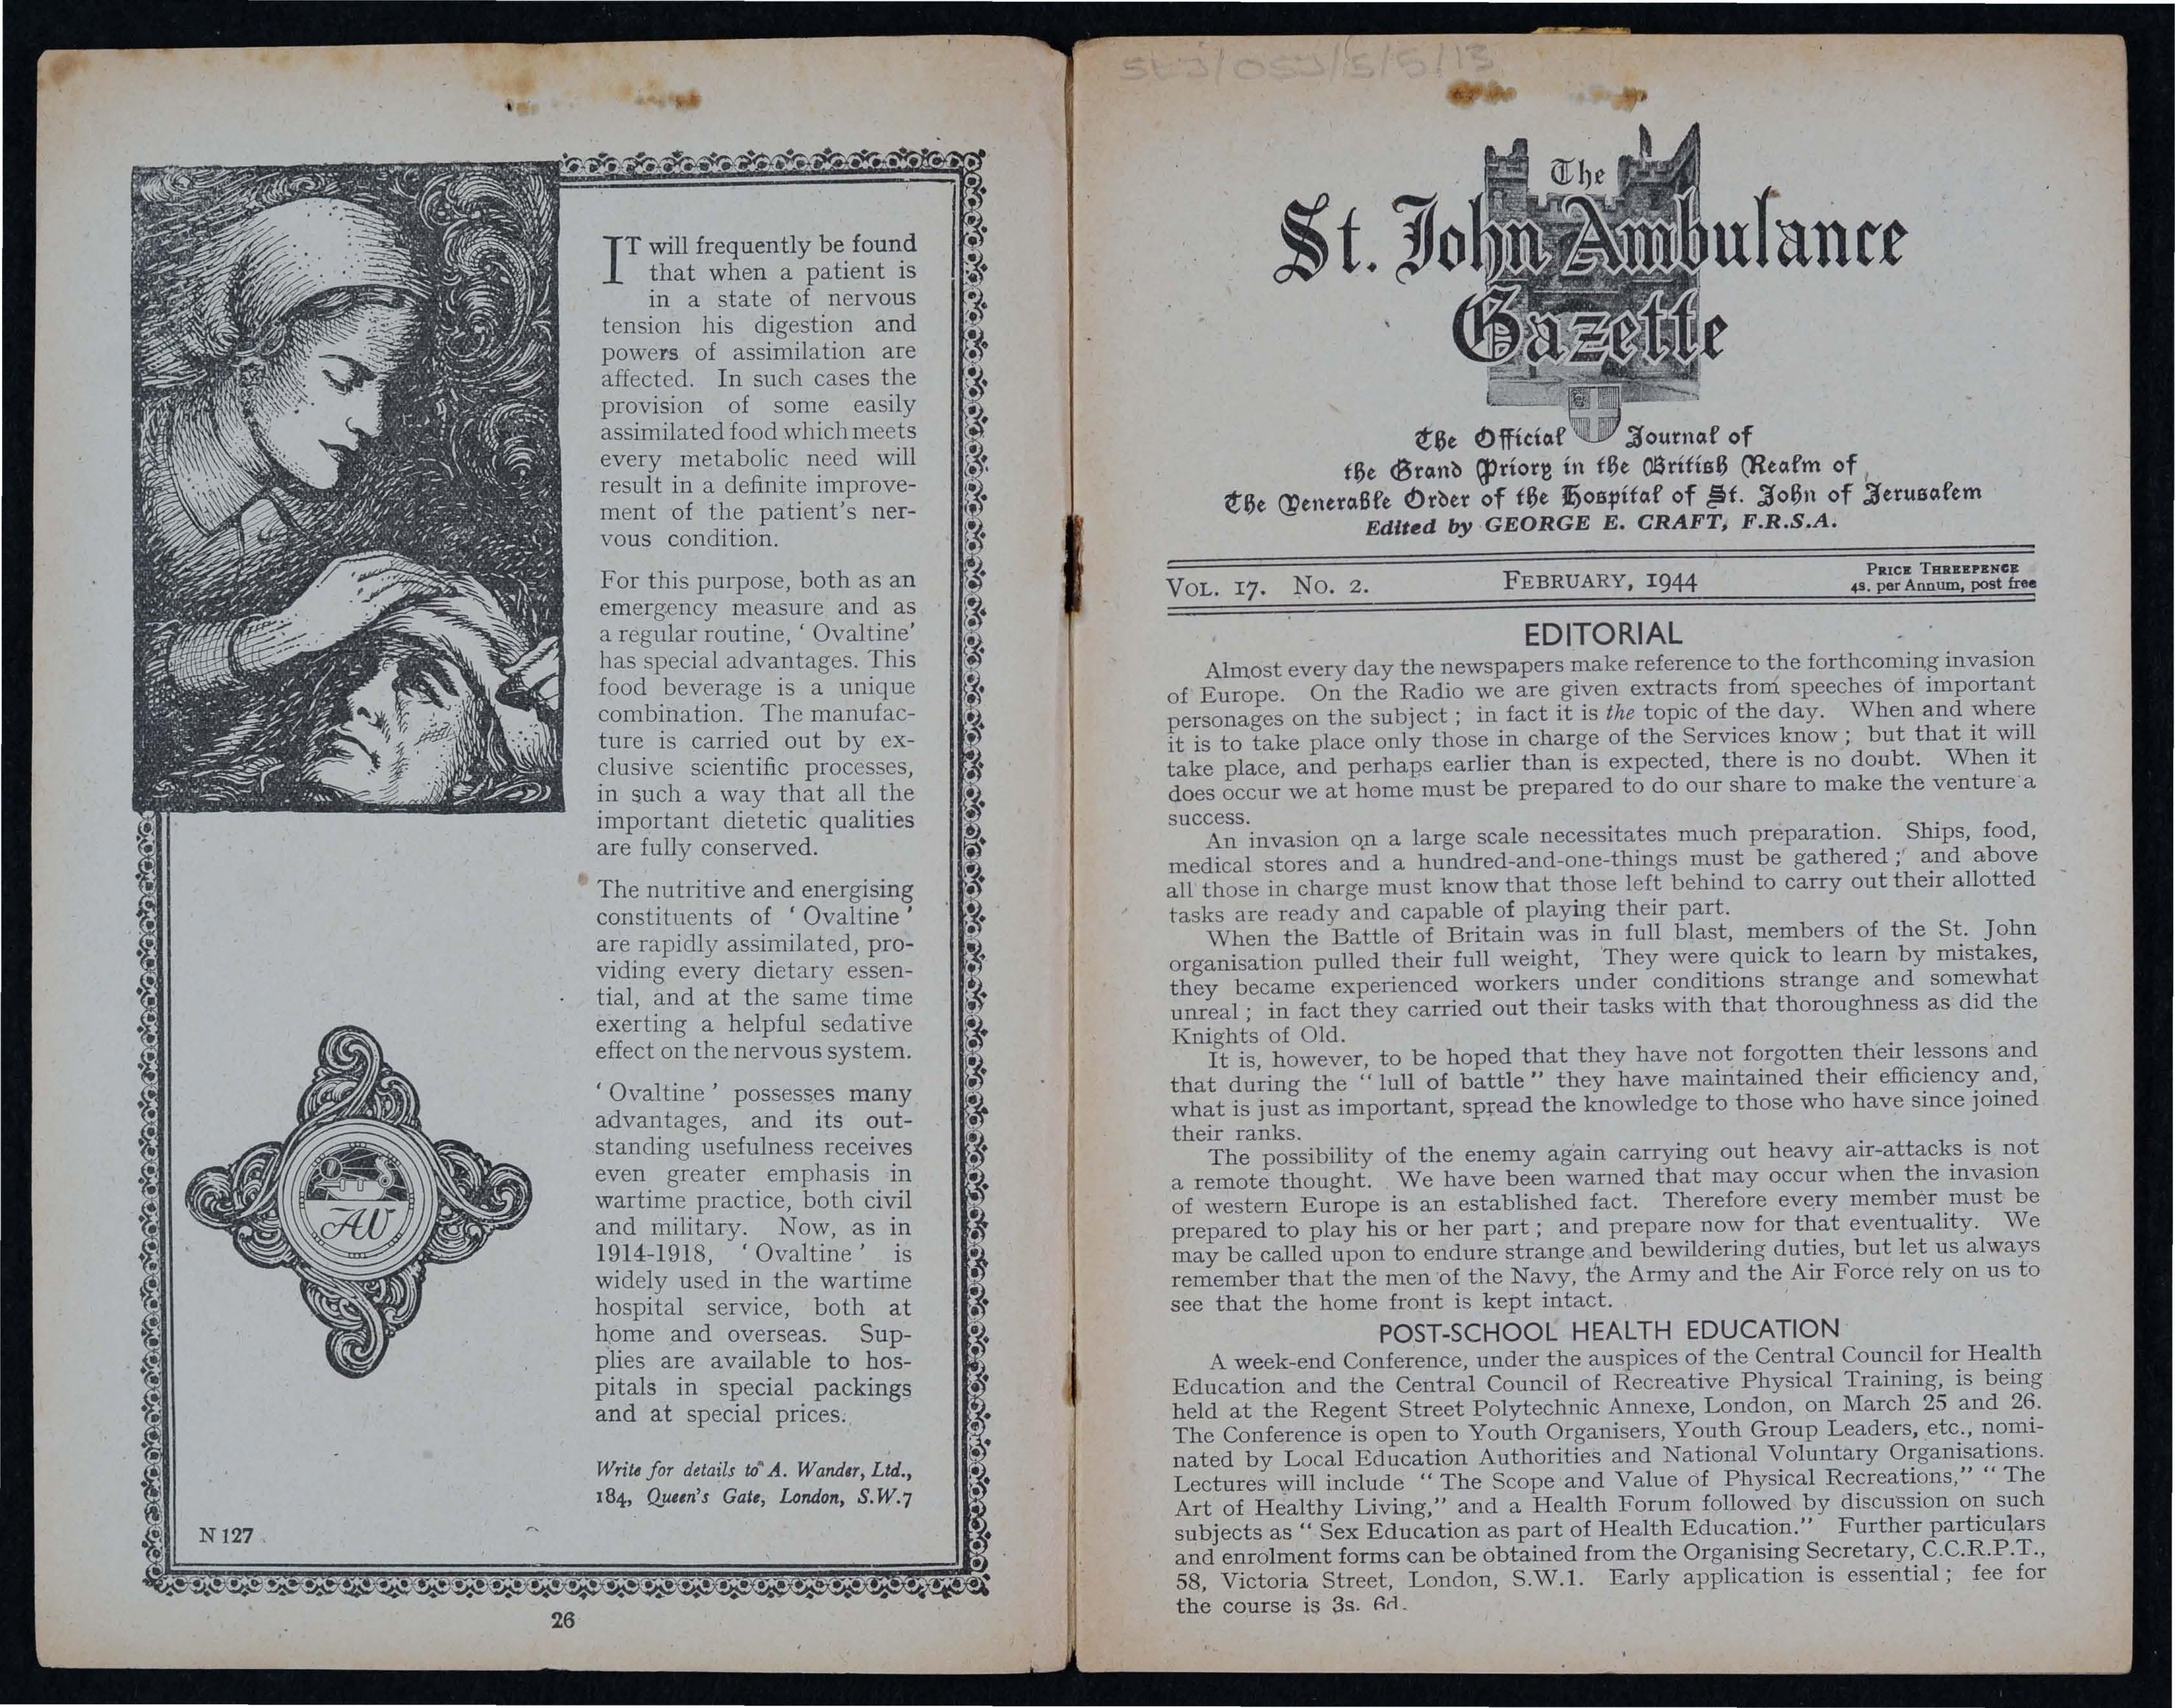 IT will frequently be found
that when a patient is
in a state of nervous
tension his digestion and
powers of assimilation are
affected. In such cases the
provision of some easily
assimilated food which meets
every metabolic need will
result in a definite improve-
ment of the patient's ner-
vous condition.
For this purpose, both as an
emergency measure and as
a regular routine, ‘ Ovaltine’
has special advantages. This
food beverage is a unique
combination. The manufac-
ture is carried out by ex-
clusive scientific processes,
in such a way that all the
important dietetic qualities
are fully conserved.
The nutritive and energising
constituents of ‘ Ovaltine ’
are rapidly assimilated, pro-
viding every dietary essen-
tial, and at the same time
exerting a helpful sedative
effect on the nervous system.
‘ Ovaltine ’ possesses many
advantages, and its out-
standing usefulness receives
even greater emphasis in
wartime practice, both civil
and military. Now, as in
1914-1918, ‘ Ovaltine ’ is
widely used in the wartime
hospital service, both at
home and overseas. Sup-
plies are available to hos-
pitals in special packings
and at special prices.
Write for details to A. Wander, Ltd.,
184, Queen's Gate, London, S.W.7
AW
N 127
26
StJ/OSJ/5/5/13
The
St. John Ambulance
Gazette
The Official Journal of
the Grand Priory in the British Realm of
The Venerable Order of the Hospital of St. John of Jerusalem
Edited by GEORGE E. CRAFT, F.R.S.A.
VOL. 17. No. 2. FEBRUARY, 1944 PRICE THREEPENCE
4s. per Annum, post free
EDITORIAL
Almost every day the newspapers make reference to the forthcoming invasion
of Europe. On the Radio we are given extracts from speeches of important
personages on the subject ; in fact it is the topic of the day. When and where
it is to take place only those in charge of the Services know ; but that it will
take place, and perhaps earlier than is expected, there is no doubt. When it
does occur we at home must be prepared to do our share to make the venture a
success.
An invasion on a large scale necessitates much preparation. Ships, food,
medical stores and a hundred-and-one-things must be gathered ; and above
all those in charge must know that those left behind to carry out their allotted
tasks are ready and capable of playing their part.
When the Battle of Britain was in full blast, members of the St. John
organisation pulled their full weight, They were quick to learn by mistakes,
they became experienced workers under conditions strange and somewhat
unreal ; in fact they carried out their tasks with that thoroughness as did the
Knights of Old.
It is, however, to be hoped that they have not forgotten their lessons and
that during the “ lull of battle ” they have maintained their efficiency and,
what is just as important, spread the knowledge to those who have since joined
their ranks.
The possibility of the enemy again carrying out heavy air-attacks is not
a remote thought. We have been warned that may occur when the invasion
of western Europe is an established fact. Therefore every member must be
prepared to play his or her part ; and prepare now for that eventuality. We
may be called upon to endure strange and bewildering duties, but let us always
remember that the men of the Navy, the Army and the Air Force rely on us to
see that the home front is kept intact.
POST-SCHOOL HEALTH EDUCATION
A week-end Conference, under the auspices of the Central Council for Health
Education and the Central Council of Recreative Physical Training, is being
held at the Regent Street Polytechnic Annexe, London, on March 25 and 26.
The Conference is open to Youth Organisers, Youth Group Leaders, etc., nomi-
nated by Local Education Authorities and National Voluntary Organisations.
Lectures will include “ The Scope and Value of Physical Recreations,” “ The
Art of Healthy Living,” and a Health Forum followed by discussion on such
subjects as “ Sex Education as part of Health Education.” Further particulars
and enrolment forms can be obtained from the Organising Secretary, C.C.R.P.T.,
58, Victoria Street, London, S.W.1. Early application is essential ; fee for
the course is 3s. 6d.